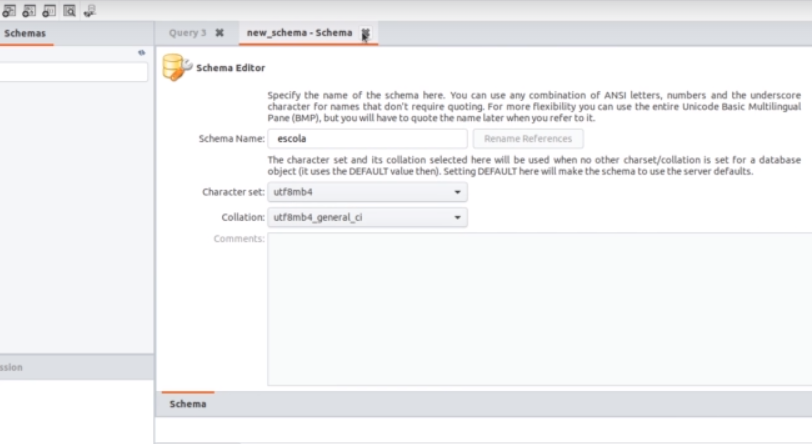 Schemas
Query 3
new_schema - Schema
Schema Editor
Specify the name of the schema here. You can use any combination of ANSI letters, numbers and the underscore
character for names that don't require quoting. For more flexibility you can use the entire Unicode Basic Multilingual
Pane (BMP), but you will have to quote the name later when you refer to it.
Schema Name: escola Rename References
The character set and its collation selected here will be used when no other charset/collation is set for a database
object (it uses the DEFAULT value then). Setting DEFAULT here will make the schema to use the server defaults.
Character set: utf8mb4
Collation: utf8mb4_general_ci
Comments:
ssion
Schema